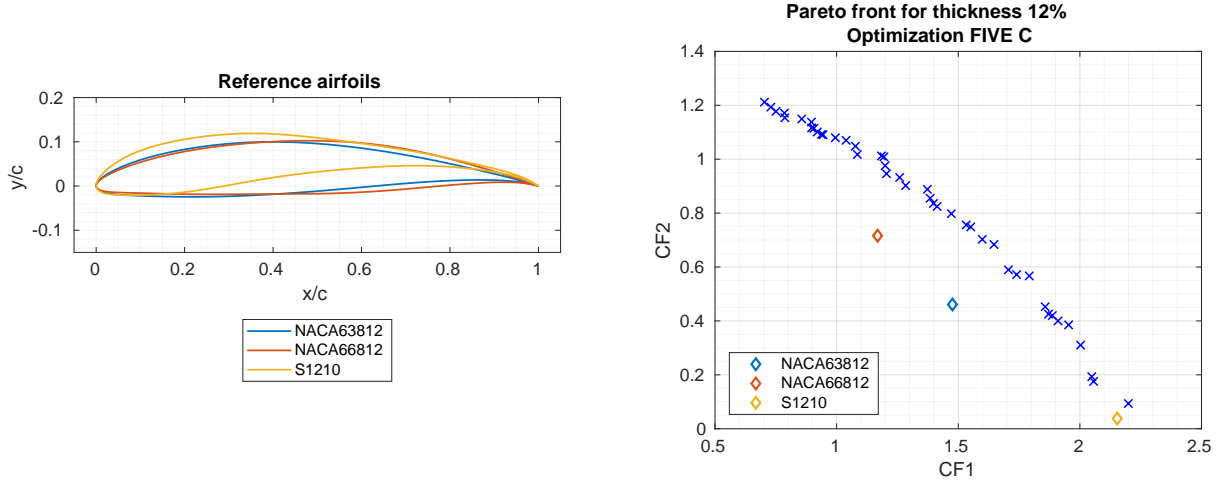 Reference airfoils
0.2
0.1
0
-0.1
y/c
0
0.2
0.4
0.6
0.8
1
x/c
NACA63812
NACA66812
S1210
Pareto front for thickness 12%
Optimization FIVE C
1.4
1.2
1
0.8
0.6
0.4
0.2
0
CF2
0.5
1
1.5
2
2.5
CF1
NACA63812
NACA66812
S1210